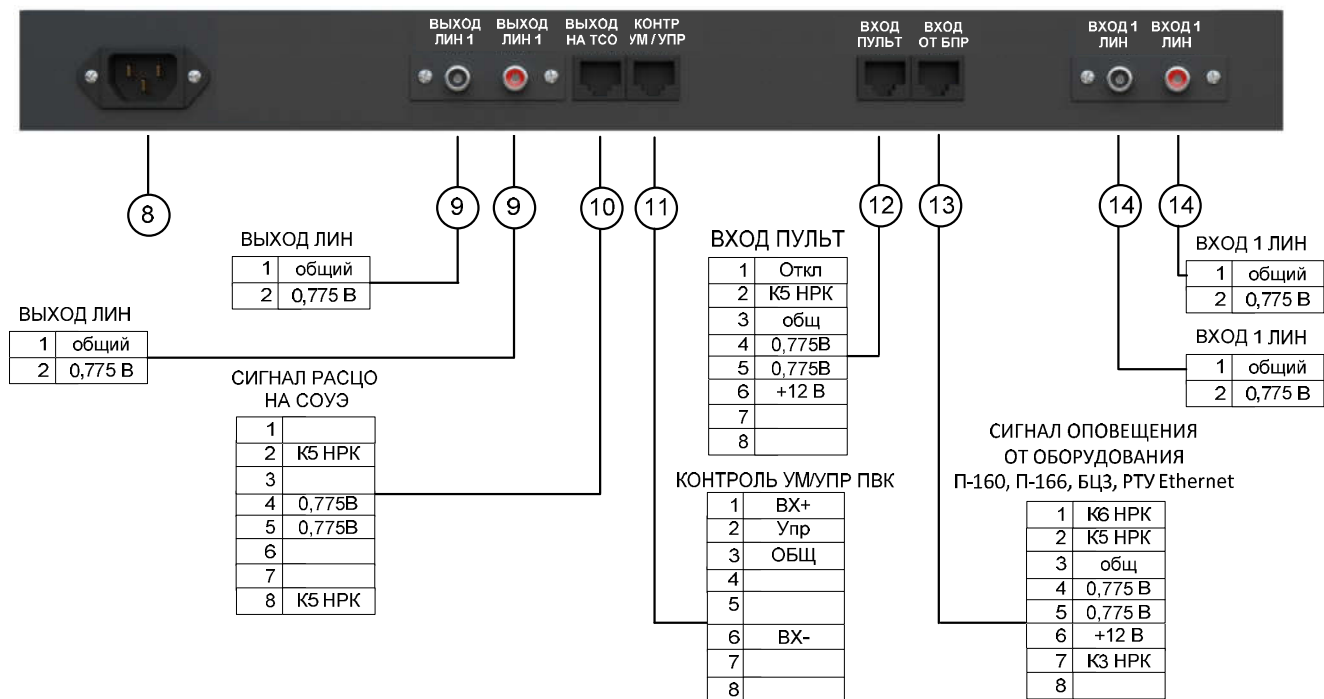 ВЫХОД
ЛИН 1
ВЫХОД
ЛИН 1
ВЫХОД
НА ТСО
КОНТР
УМ / УПР
ВХОД
ПУЛЬТ
ВХОД
ОТ БПР
ВХОД 1
ЛИН
ВХОД 1
ЛИН
8
9
9
10
11
12
13
14
14
ВЫХОД ЛИН
1 общий
2 0,775 В
ВЫХОД ЛИН
1 общий
2 0,775 В
СИГНАЛ РАСЦО
НА СОУЭ
1
2 К5 НРК
3
4 0,775В
5 0,775В
6
7
8 К5 НРК
ВХОД ПУЛЬТ
1 Откл
2 К5 НРК
3 общ
4 0,775В
5 0,775В
6 +12 В
7
8
КОНТРОЛЬ УМ/УПР ПВК
1 ВХ+
2 Упр
3 ОБЩ
4
5
6 ВХ-
7
8
ВХОД 1 ЛИН
1 общий
2 0,775 В
ВХОД 1 ЛИН
1 общий
2 0,775 В
СИГНАЛ ОПОВЕЩЕНИЯ
ОТ ОБОРУДОВАНИЯ
П-160, П-166, БЦЗ, РТУ Ethernet
1 К6 НРК
2 К5 НРК
3 общ
4 0,775 В
5 0,775 В
6 +12 В
7 К3 НРК
8